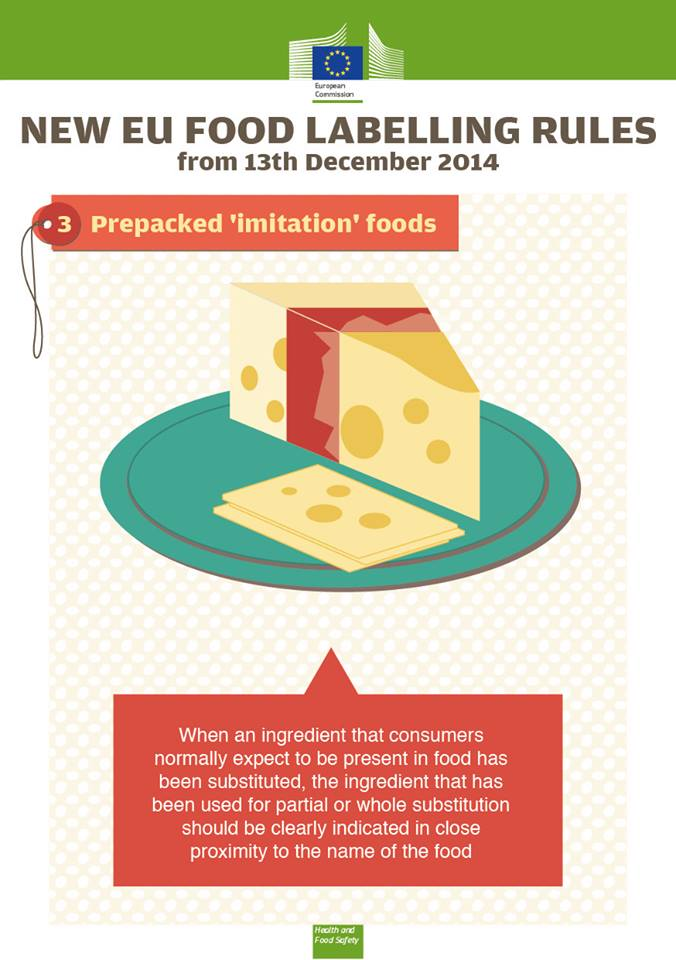 European
Commission
NEW EU FOOD LABELLING RULES
from 13th December 2014
3 Prepacked 'imitation' foods
When an ingredient that consumers
normally expect to be present in food has
been substituted, the ingredient that has
been used for partial or whole substitution
should be clearly indicated in close
proximity to the name of the food
Health and
Food Safety